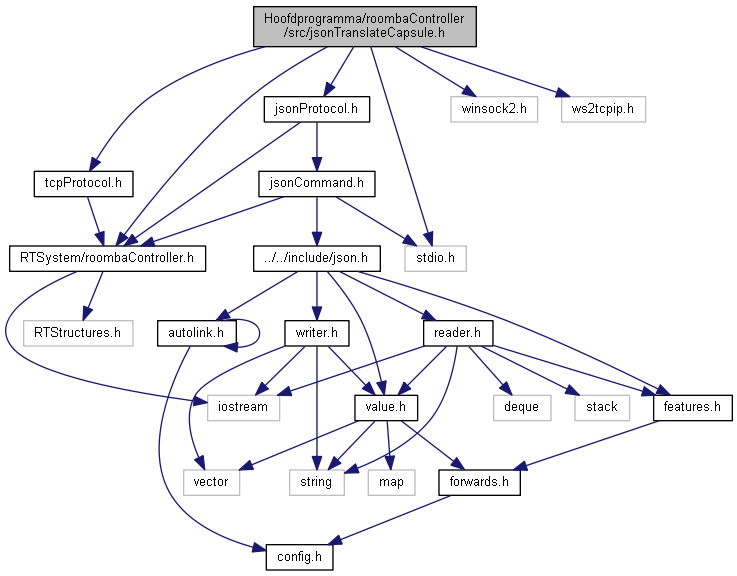 Hoofdprogramma/roombaController
/src/jsonTranslateCapsule.h
jsonProtocol.h
winsock2.h
ws2tcpip.h
tcpProtocol.h
jsonCommand.h
RTSystem/roombaController.h
../../include/json.h
stdio.h
RTStructures.h
autolink.h
writer.h
reader.h
iostream
value.h
deque
stack
features.h
vector
string
map
forwards.h
config.h